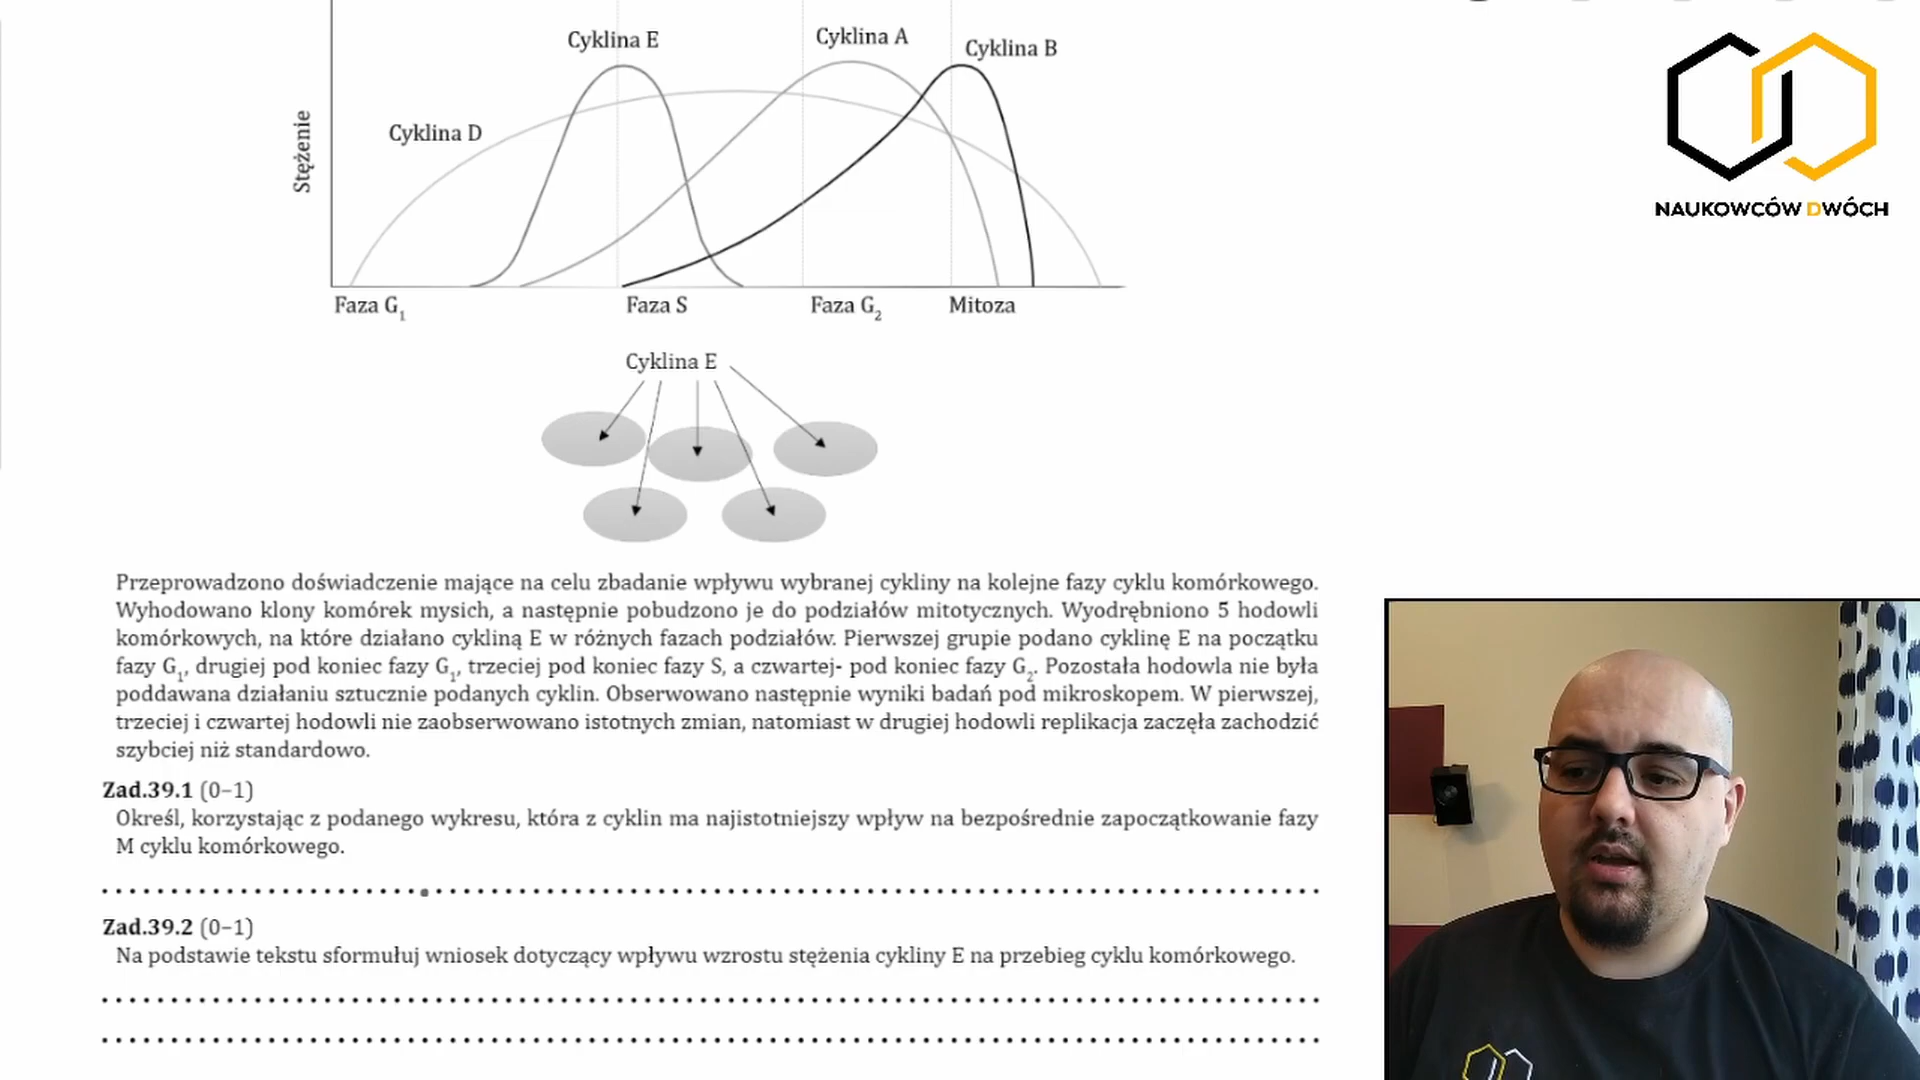 Cyklina E
Cyklina A
Cyklina B
Cyklina D
Stężenie
Faza G1
Faza S
Faza G2
Mitoza
NAUKOWCÓW DWÓCH
Cyklina E
Przeprowadzono doświadczenie mające na celu zbadanie wpływu wybranej cykliny na kolejne fazy cyklu komórkowego.
Wyhodowano klony komórek mysich, a następnie pobudzono je do podziałów mitotycznych. Wyodrębniono 5 hodowli
komórkowych, na które działano cykliną E w różnych fazach podziałów. Pierwszej grupie podano cyklinę E na początku
fazy G1, drugiej pod koniec fazy G1, trzeciej pod koniec fazy S, a czwartej- pod koniec fazy G2. Pozostała hodowla nie była
poddawana działaniu sztucznie podanych cyklin. Obserwowano następnie wyniki badań pod mikroskopem. W pierwszej,
trzeciej i czwartej hodowli nie zaobserwowano istotnych zmian, natomiast w drugiej hodowli replikacja zaczęła zachodzić
szybciej niż standardowo.
Zad.39.1 (0–1)
Określ, korzystając z podanego wykresu, która z cyklin ma najistotniejszy wpływ na bezpośrednie zapoczątkowanie fazy
M cyklu komórkowego.
Zad.39.2 (0–1)
Na podstawie tekstu sformułuj wniosek dotyczący wpływu wzrostu stężenia cykliny E na przebieg cyklu komórkowego.